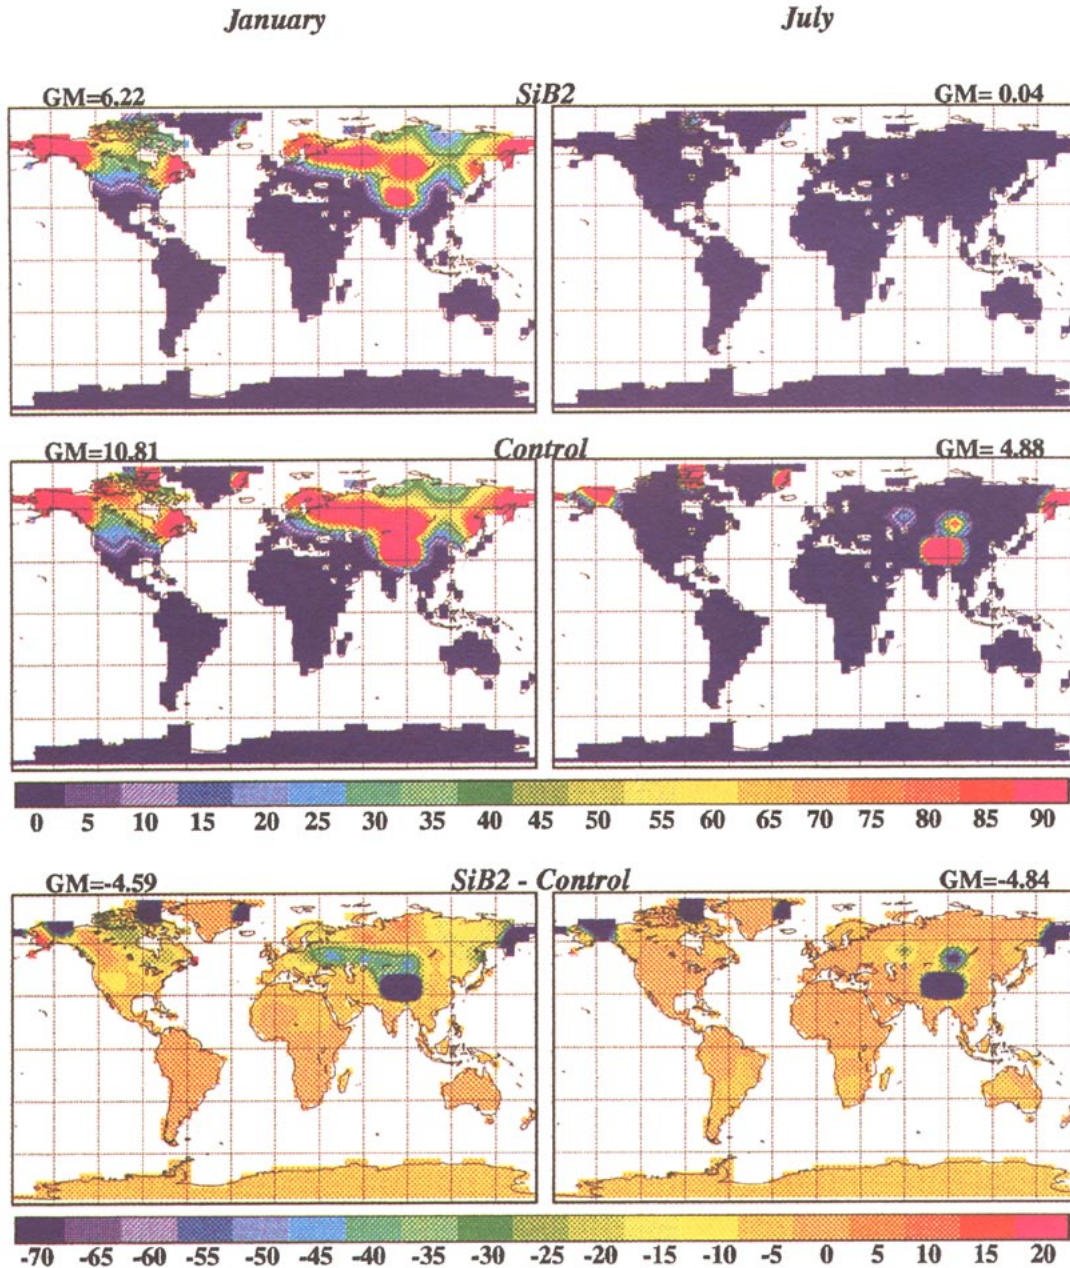 January July
GM=6.22 SiB2 GM= 0.04
GM=10.81 Control GM= 4.88
0 5 10 15 20 25 30 35 40 45 50 55 60 65 70 75 80 85 90
GM=-4.59 SiB2 - Control GM=-4.84
-70 -65 -60 -55 -50 -45 -40 -35 -30 -25 -20 -15 -10 -5 0 5 10 15 20